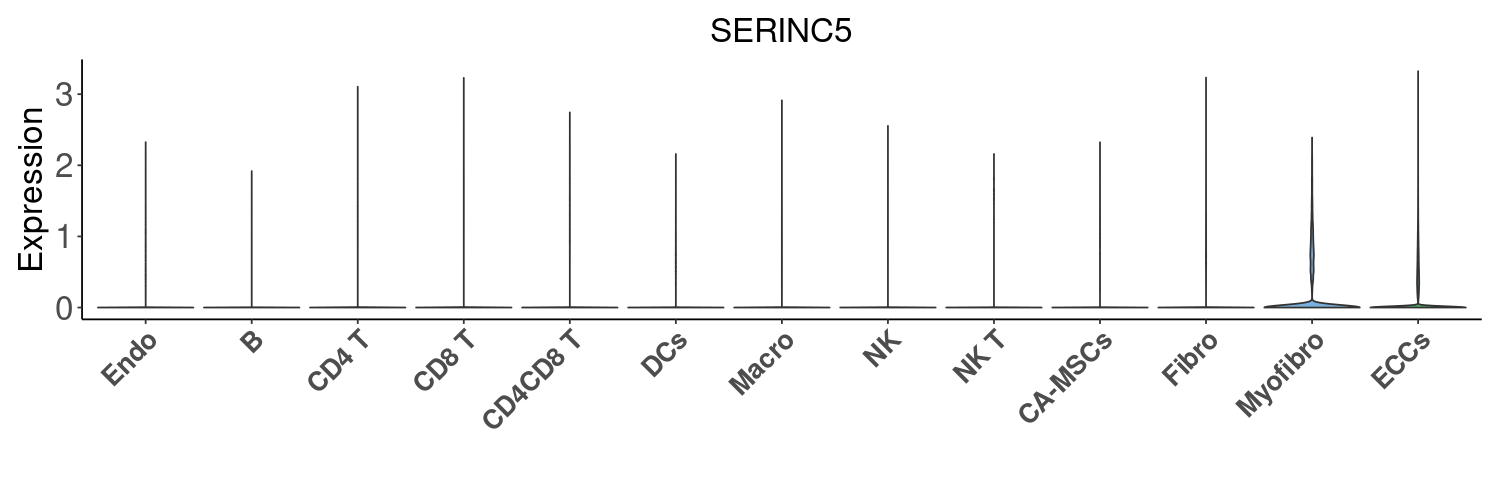 SERINC5
Expression
3
2
1
0
Endo
B
CD4 T
CD8 T
CD4CD8 T
DCs
Macro
NK
NK T
CA-MSCs
Fibro
Myofibro
ECCs